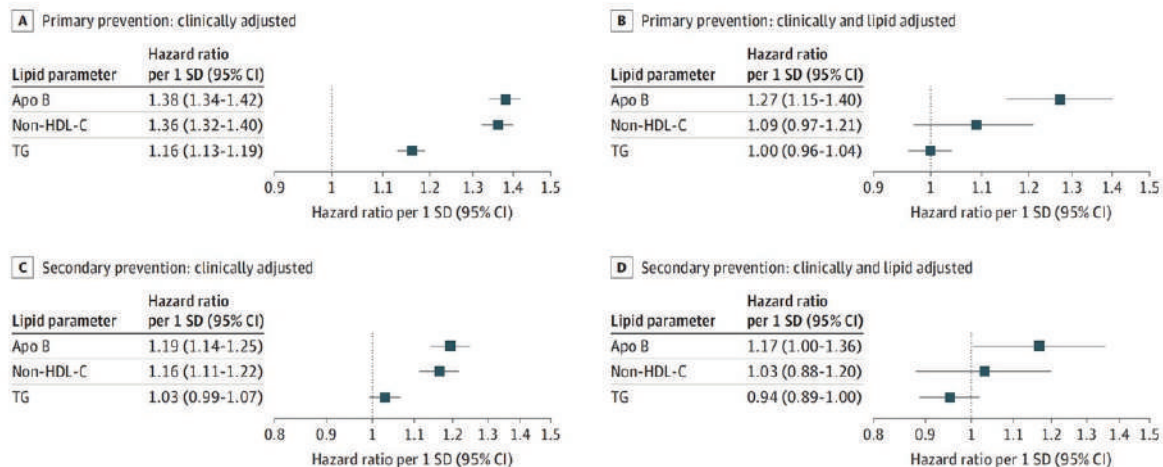 A Primary prevention: clinically adjusted
Lipid parameter Hazard ratio per 1 SD (95% CI)
Apo B 1.38 (1.34-1.42)
Non-HDL-C 1.36 (1.32-1.40)
TG 1.16 (1.13-1.19)
0.9 1 1.1 1.2 1.3 1.4 1.5
Hazard ratio per 1 SD (95% CI)
B Primary prevention: clinically and lipid adjusted
Lipid parameter Hazard ratio per 1 SD (95% CI)
Apo B 1.27 (1.15-1.40)
Non-HDL-C 1.09 (0.97-1.21)
TG 1.00 (0.96-1.04)
0.9 1 1.1 1.2 1.3 1.4 1.5
Hazard ratio per 1 SD (95% CI)
C Secondary prevention: clinically adjusted
Lipid parameter Hazard ratio per 1 SD (95% CI)
Apo B 1.19 (1.14-1.25)
Non-HDL-C 1.16 (1.11-1.22)
TG 1.03 (0.99-1.07)
0.8 0.9 1 1.1 1.2 1.3 1.4 1.5
Hazard ratio per 1 SD (95% CI)
D Secondary prevention: clinically and lipid adjusted
Lipid parameter Hazard ratio per 1 SD (95% CI)
Apo B 1.17 (1.00-1.36)
Non-HDL-C 1.03 (0.88-1.20)
TG 0.94 (0.89-1.00)
0.8 0.9 1 1.1 1.2 1.3 1.4 1.5
Hazard ratio per 1 SD (95% CI)